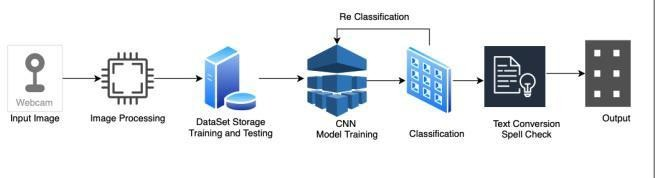 Re Classification
Webcam
Input Image
Image Processing
DataSet Storage
Training and Testing
CNN
Model Training
Classification
Text Conversion
Spell Check
Output